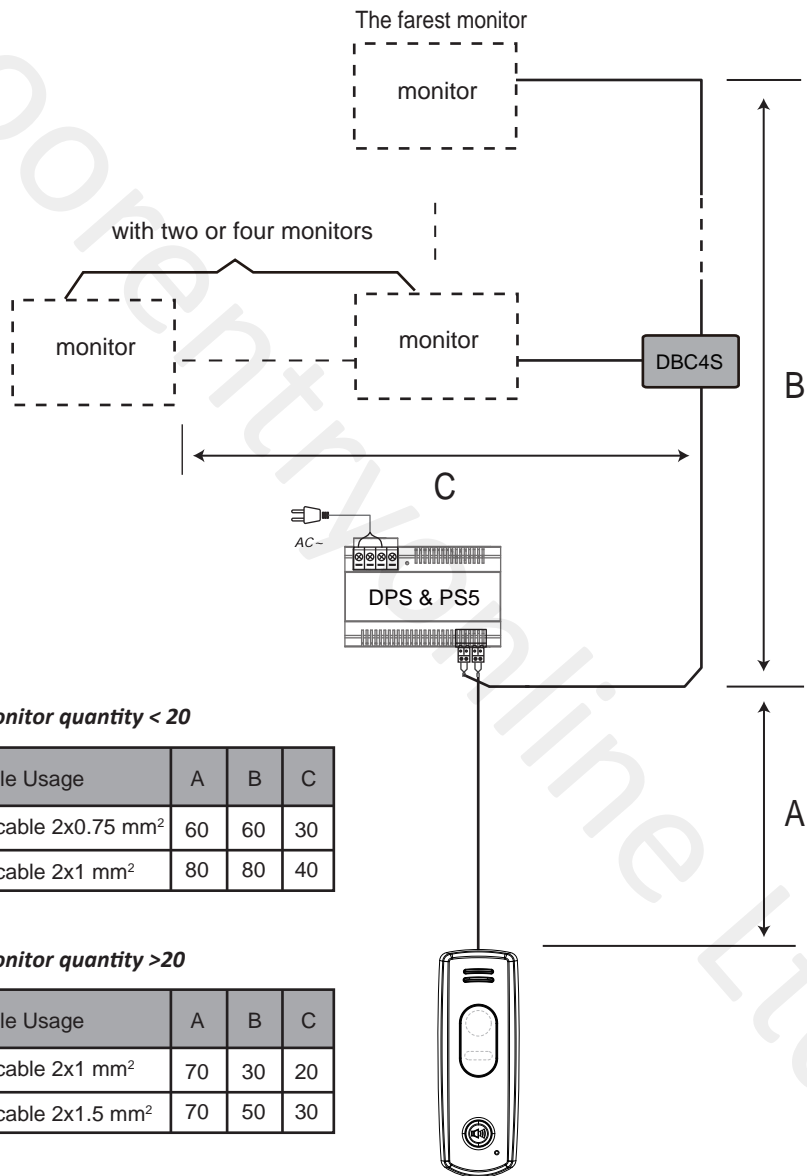 The farest monitor
monitor
with two or four monitors
monitor
monitor
DBC4S
B
C
AC~
DPS & PS5
onitor quantity < 20
le Usage A B C
cable 2x0.75 mm² 60 60 30
cable 2x1 mm² 80 80 40
A
onitor quantity >20
le Usage A B C
cable 2x1 mm² 70 30 20
cable 2x1.5 mm² 70 50 30
oorentryonline Ltd